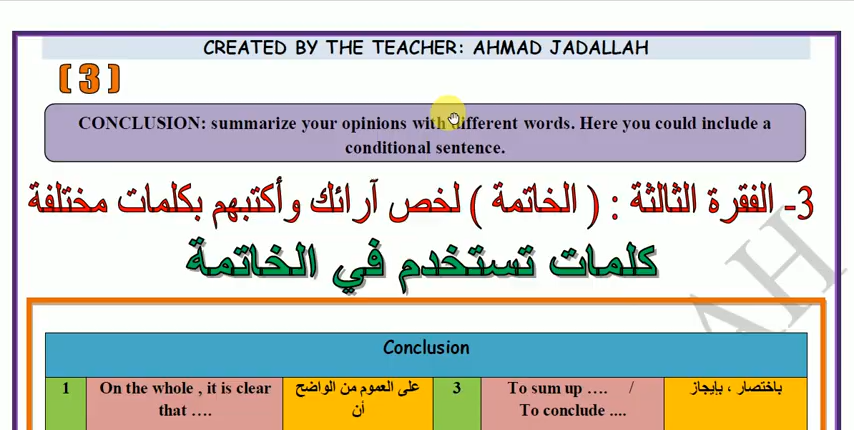 CREATED BY THE TEACHER: AHMAD JADALLAH
(3)
CONCLUSION: summarize your opinions with different words. Here you could include a
conditional sentence.
3- الفقرة الثالثة : ( الخاتمة ) لخص آرائك وأكتبهم بكلمات مختلفة
كلمات تستخدم في الخاتمة
Conclusion
1 On the whole , it is clear على العموم من الواضح 3 To sum up …. / باختصار ، بإيجاز
that …. أن To conclude ....
AH